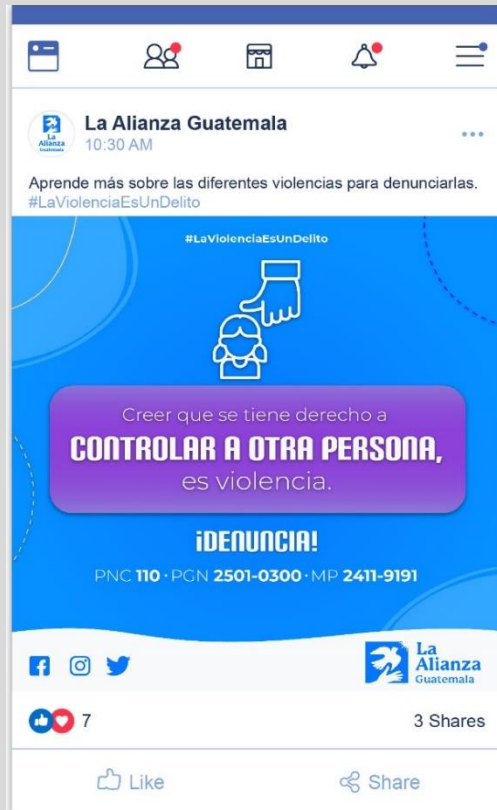 La Alianza Guatemala
10:30 AM
La
Alianza
Guatemala
Aprende más sobre las diferentes violencias para denunciarlas.
#LaViolenciaEsUnDelito
#LaViolenciaEsUnDelito
Creer que se tiene derecho a
CONTROLAR A OTRA PERSONA,
es violencia.
¡DENUNCIA!
PNC 110 · PGN 2501-0300 · MP 2411-9191
La
Alianza
Guatemala
7
3 Shares
Like
Share